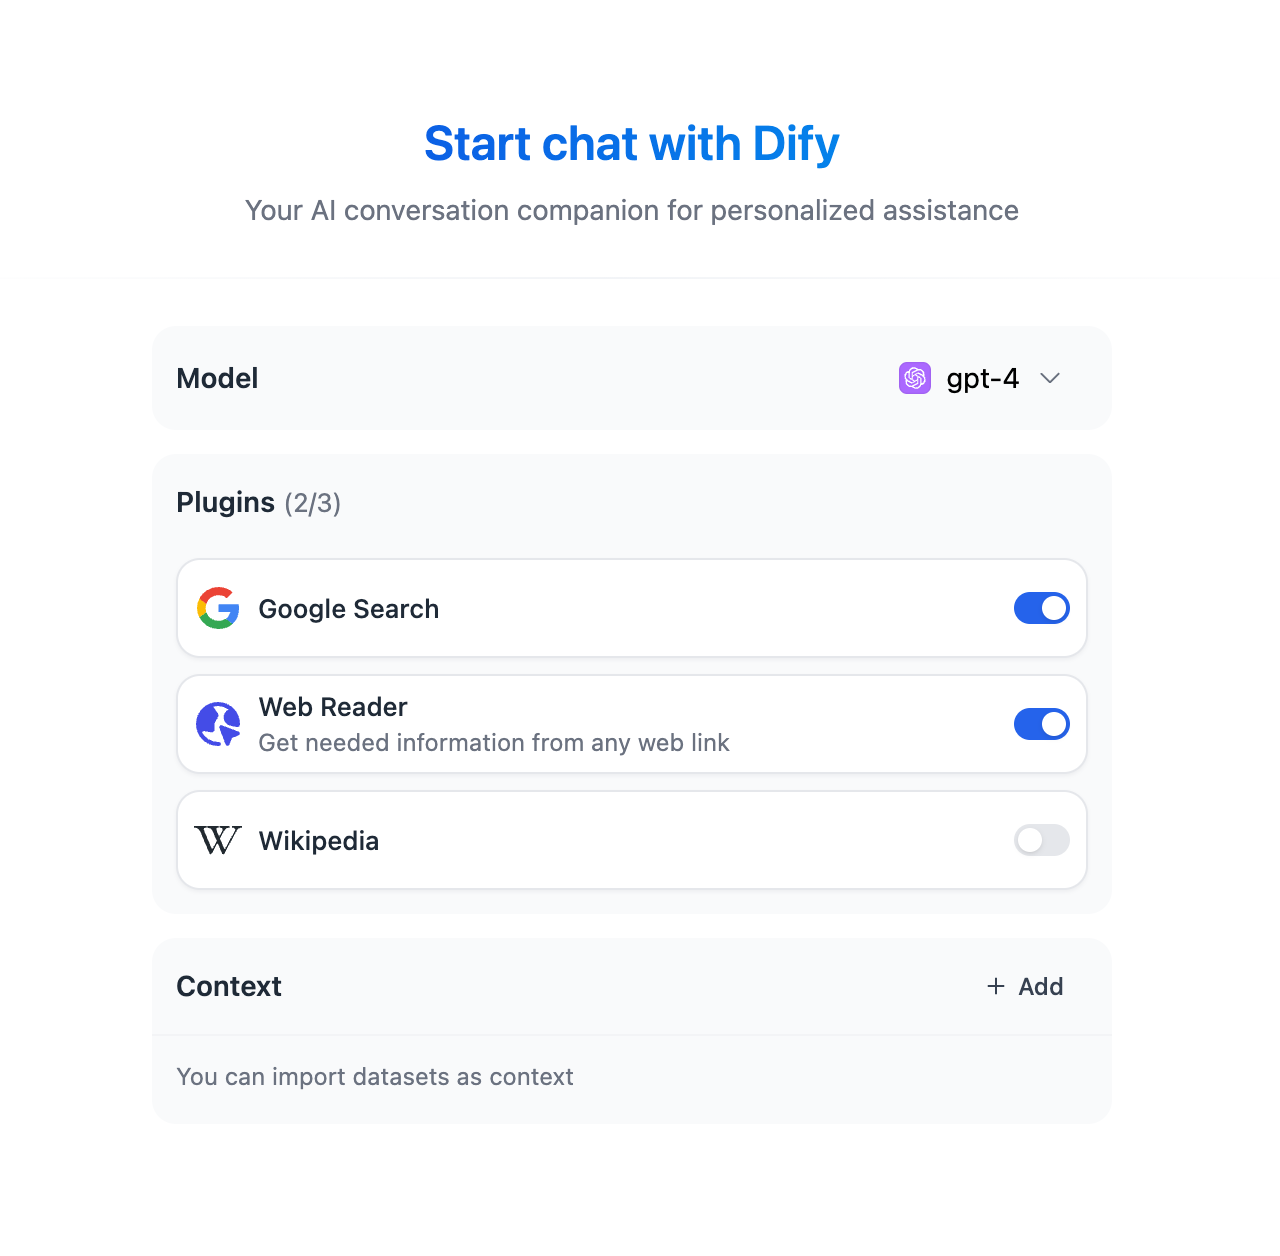 Start chat with Dify
Your AI conversation companion for personalized assistance
Model
gpt-4
Plugins (2/3)
Google Search
Web Reader
Get needed information from any web link
Wikipedia
Context
+ Add
You can import datasets as context